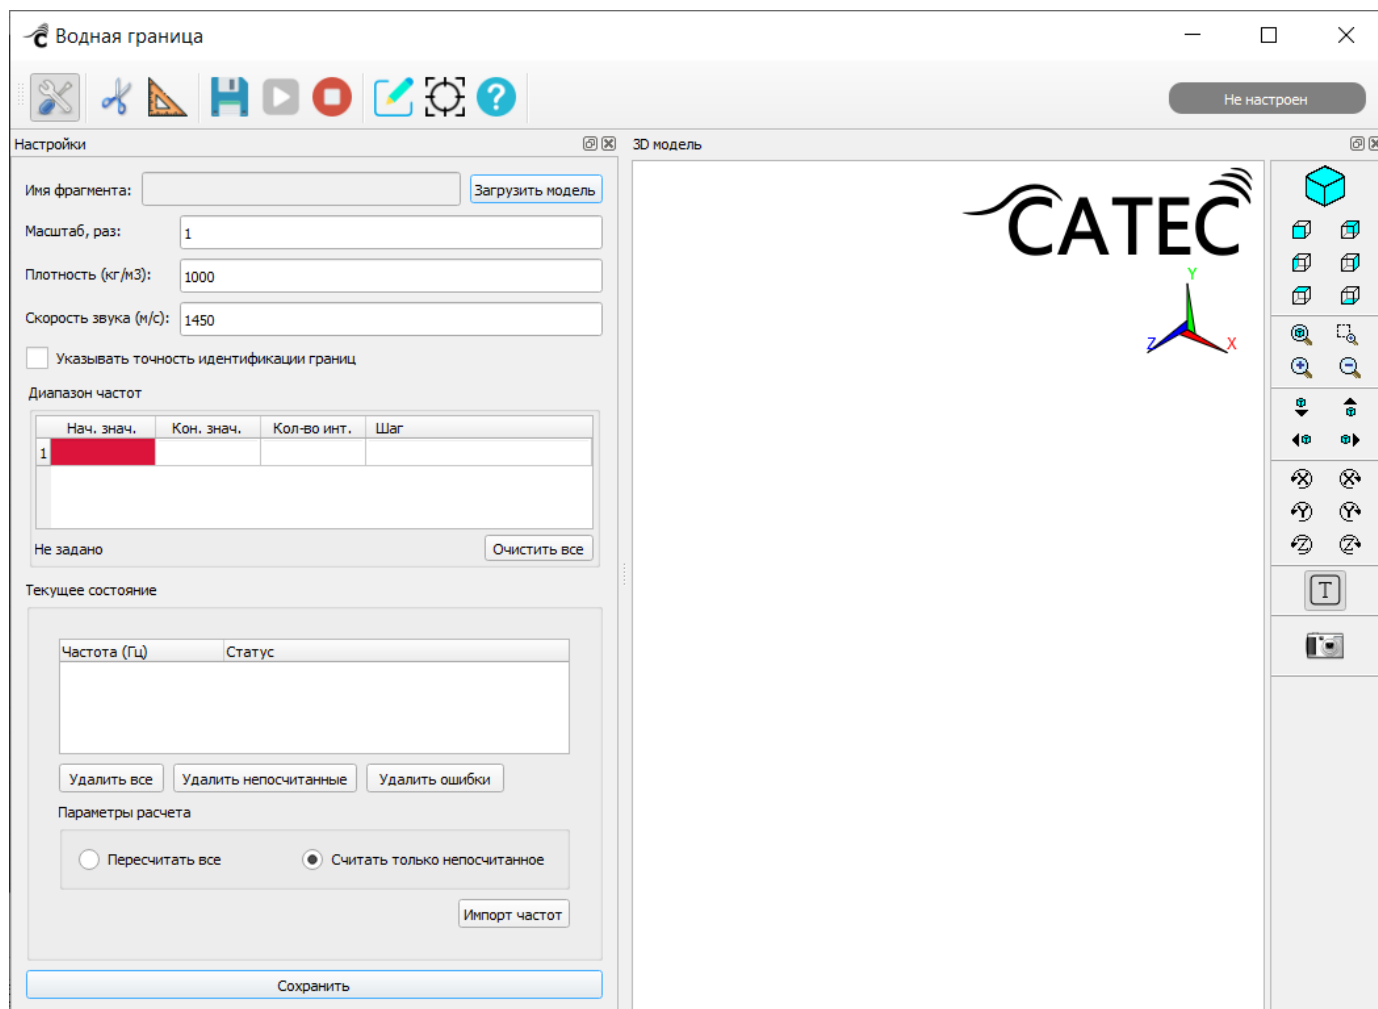 Водная граница
Не настроен
Настройки
3D модель
Имя фрагмента:
Загрузить модель
Масштаб, раз:
1
Плотность (кг/м3):
1000
Скорость звука (м/с):
1450
Указывать точность идентификации границ
Диапазон частот
Нач. знач. Кон. знач. Кол-во инт. Шаг
1
Не задано
Очистить все
Текущее состояние
Частота (Гц) Статус
Удалить все Удалить непосчитанные Удалить ошибки
Параметры расчета
Пересчитать все Считать только непосчитанное
Импорт частот
Сохранить
CATEC
Y
Z X
X X
Y Y
Z Z
T